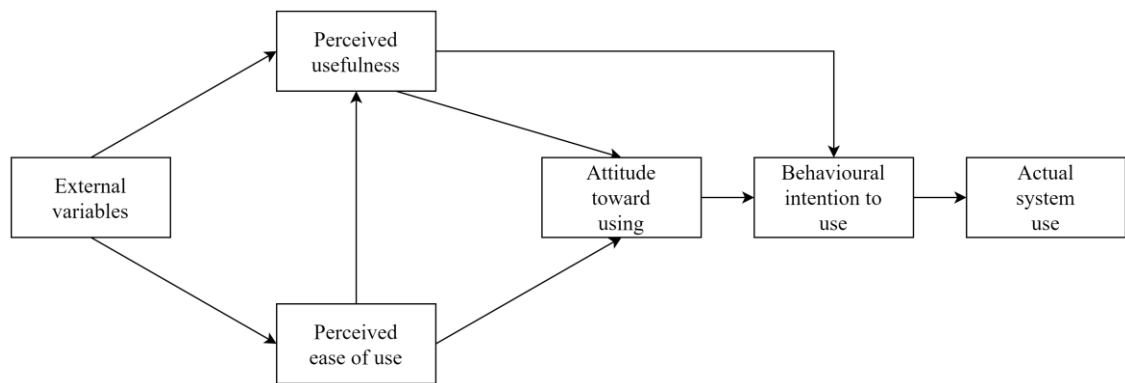 Perceived
usefulness
External
variables
Attitude
toward
using
Behavioural
intention to
use
Actual
system
use
Perceived
ease of use